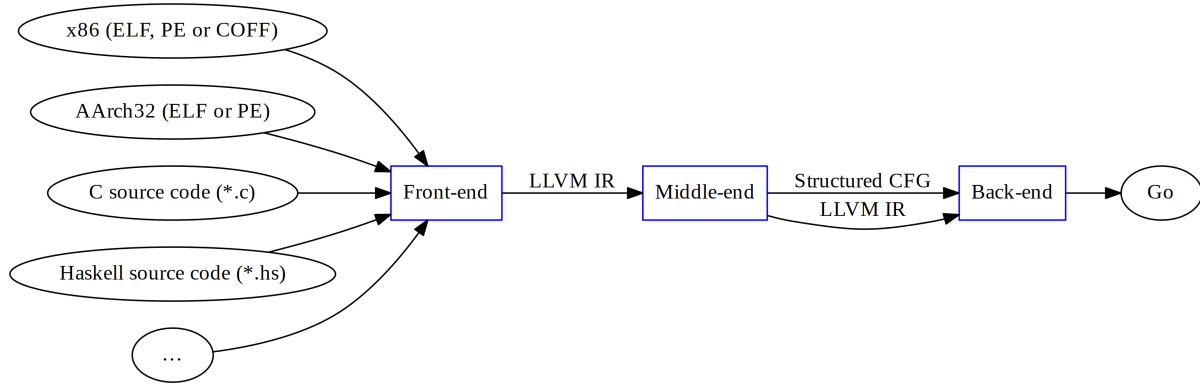 x86 (ELF, PE or COFF)
AArch32 (ELF or PE)
C source code (*.c)
Haskell source code (*.hs)
...
Front-end
LLVM IR
Middle-end
Structured CFG
LLVM IR
Back-end
Go